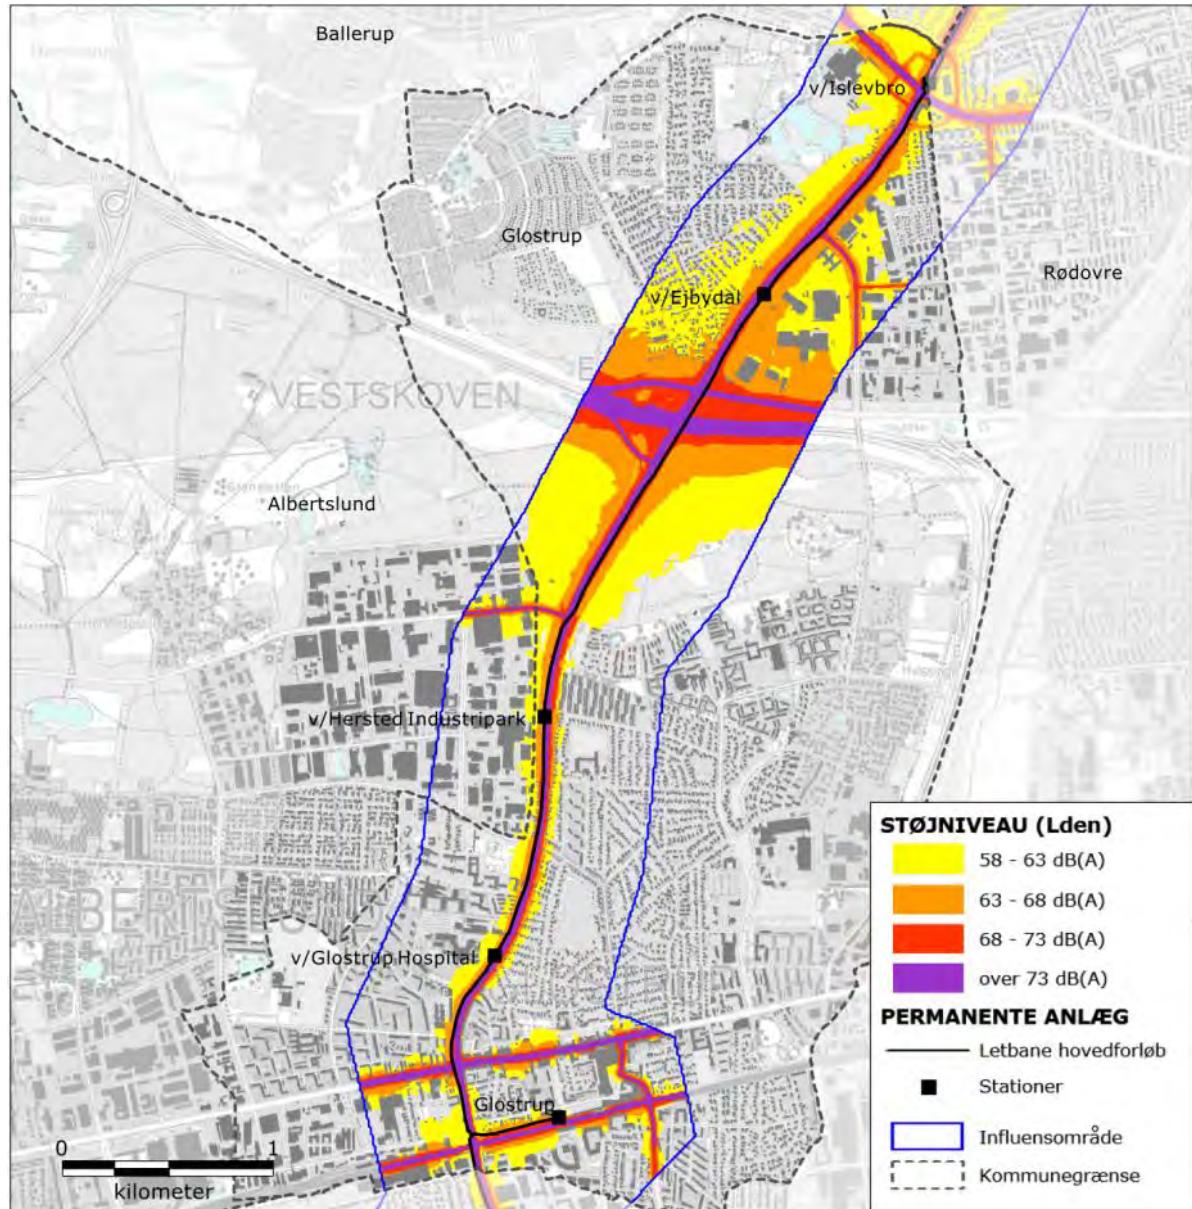 Ballerup
v/Islevbro
Glostrup
Rødovre
v/Ejbydal
VESTSKOVEN
Albertslund
v/Hersted Industripark
STØJNIVEAU (Lden)
58 - 63 dB(A)
63 - 68 dB(A)
68 - 73 dB(A)
over 73 dB(A)
PERMANENTE ANLÆG
Letbane hovedforløb
Stationer
Influensområde
Kommunegrænse
v/Glostrup Hospital
Glostrup
0 1
kilometer